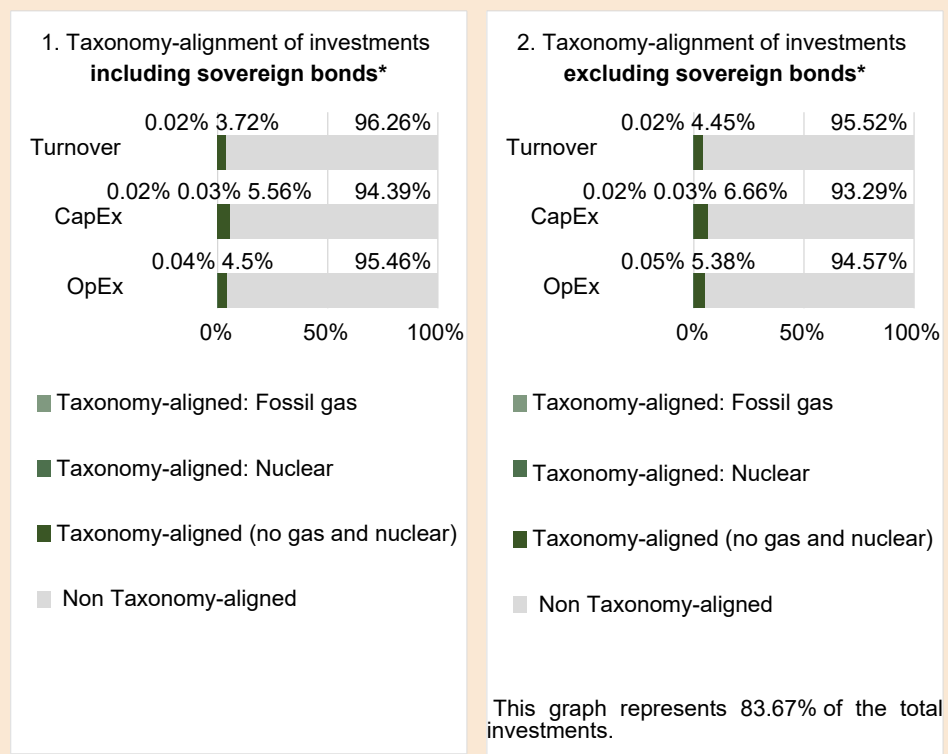 1. Taxonomy-alignment of investments
including sovereign bonds*
0.02% 3.72% 96.26%
Turnover
0.02% 0.03% 5.56% 94.39%
CapEx
0.04% 4.5% 95.46%
OpEx
0% 50% 100%
Taxonomy-aligned: Fossil gas
Taxonomy-aligned: Nuclear
Taxonomy-aligned (no gas and nuclear)
Non Taxonomy-aligned
2. Taxonomy-alignment of investments
excluding sovereign bonds*
0.02% 4.45% 95.52%
Turnover
0.02% 0.03% 6.66% 93.29%
CapEx
0.05% 5.38% 94.57%
OpEx
0% 50% 100%
Taxonomy-aligned: Fossil gas
Taxonomy-aligned: Nuclear
Taxonomy-aligned (no gas and nuclear)
Non Taxonomy-aligned
This graph represents 83.67% of the total
investments.